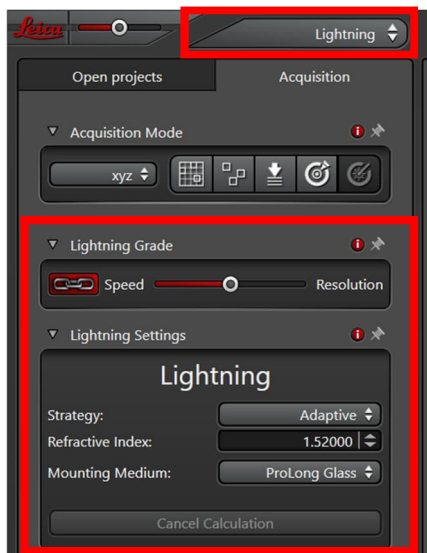 Leica
Lightning
Open projects
Acquisition
Acquisition Mode
xyz
Lightning Grade
Speed
Resolution
Lightning Settings
Lightning
Strategy: Adaptive
Refractive Index: 1.52000
Mounting Medium: ProLong Glass
Cancel Calculation